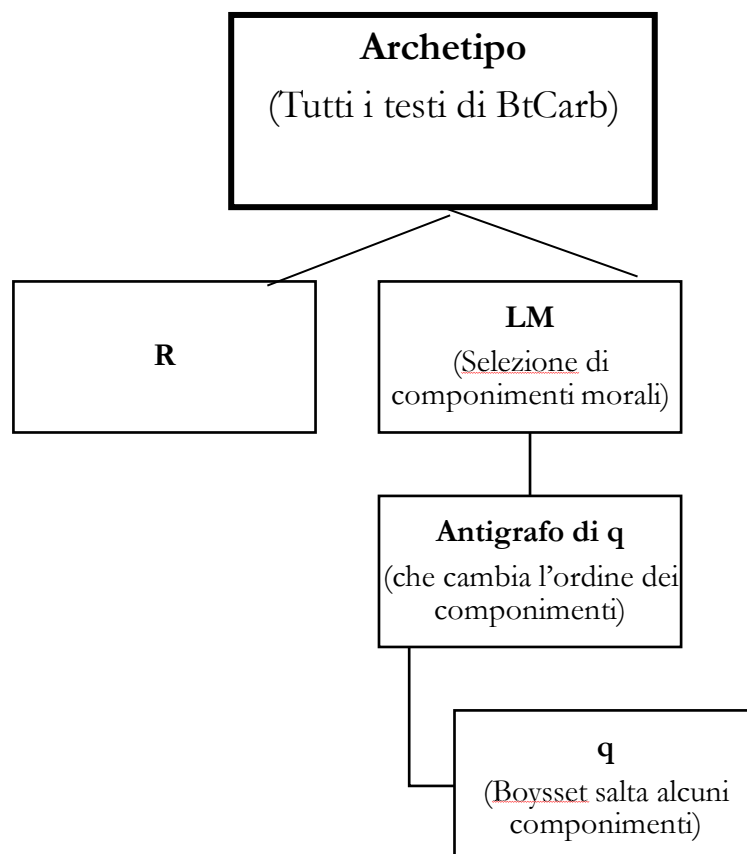 Archetipo
(Tutti i testi di BtCarb)
R
LM
(Selezione di
componimenti morali)
Antigrafo di q
(che cambia l'ordine dei
componimenti)
q
(Boysset salta alcuni
componimenti)